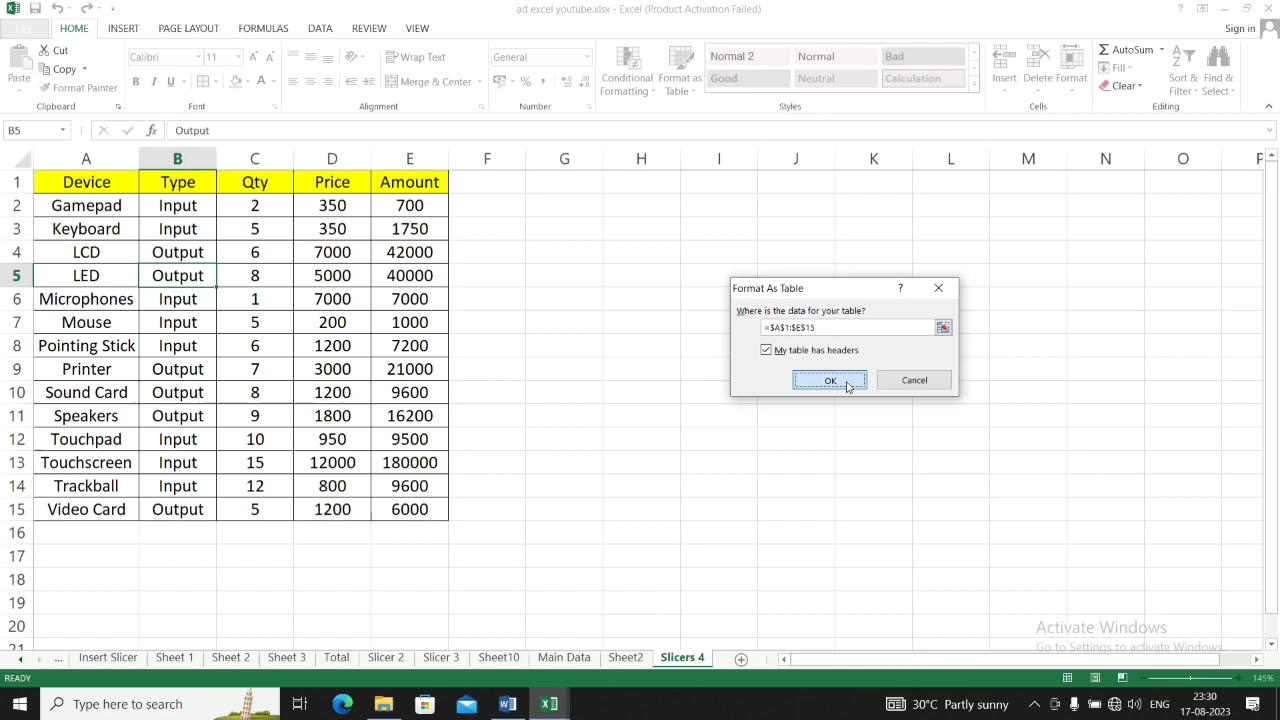 ad excel youtube.xlsx - Excel (Product Activation Failed)
?
FILE HOME INSERT PAGE LAYOUT FORMULAS DATA REVIEW VIEW
Sign in
Paste
Cut
Copy
Format Painter
Clipboard
Calibri 11 A A
B I U A
Font
Wrap Text
Merge & Center
Alignment
General
%
Number
Conditional Formatting
Format as Table
Normal 2 Normal Bad
Good Neutral Calculation
Styles
Insert Delete Format
Cells
AutoSum
Fill
Clear
Sort & Filter
Find & Select
Editing
B5 fx Output
A B C D E F G H I J K L M N O P
1 Device Type Qty Price Amount
2 Gamepad Input 2 350 700
3 Keyboard Input 5 350 1750
4 LCD Output 6 7000 42000
5 LED Output 8 5000 40000
6 Microphones Input 1 7000 7000
7 Mouse Input 5 200 1000
8 Pointing Stick Input 6 1200 7200
9 Printer Output 7 3000 21000
10 Sound Card Output 8 1200 9600
11 Speakers Output 9 1800 16200
12 Touchpad Input 10 950 9500
13 Touchscreen Input 15 12000 180000
14 Trackball Input 12 800 9600
15 Video Card Output 5 1200 6000
16
17
18
19
20
21
Format As Table ?
Where is the data for your table?
=$A$1:$E$15
My table has headers
OK Cancel
Activate Windows
Go to Settings to activate Windows.
... Insert Slicer Sheet 1 Sheet 2 Sheet 3 Total Slicer 2 Slicer 3 Sheet10 Main Data Sheet2 Slicers 4
READY
145%
Type here to search
30°C Partly sunny
ENG
23:30
17-08-2023